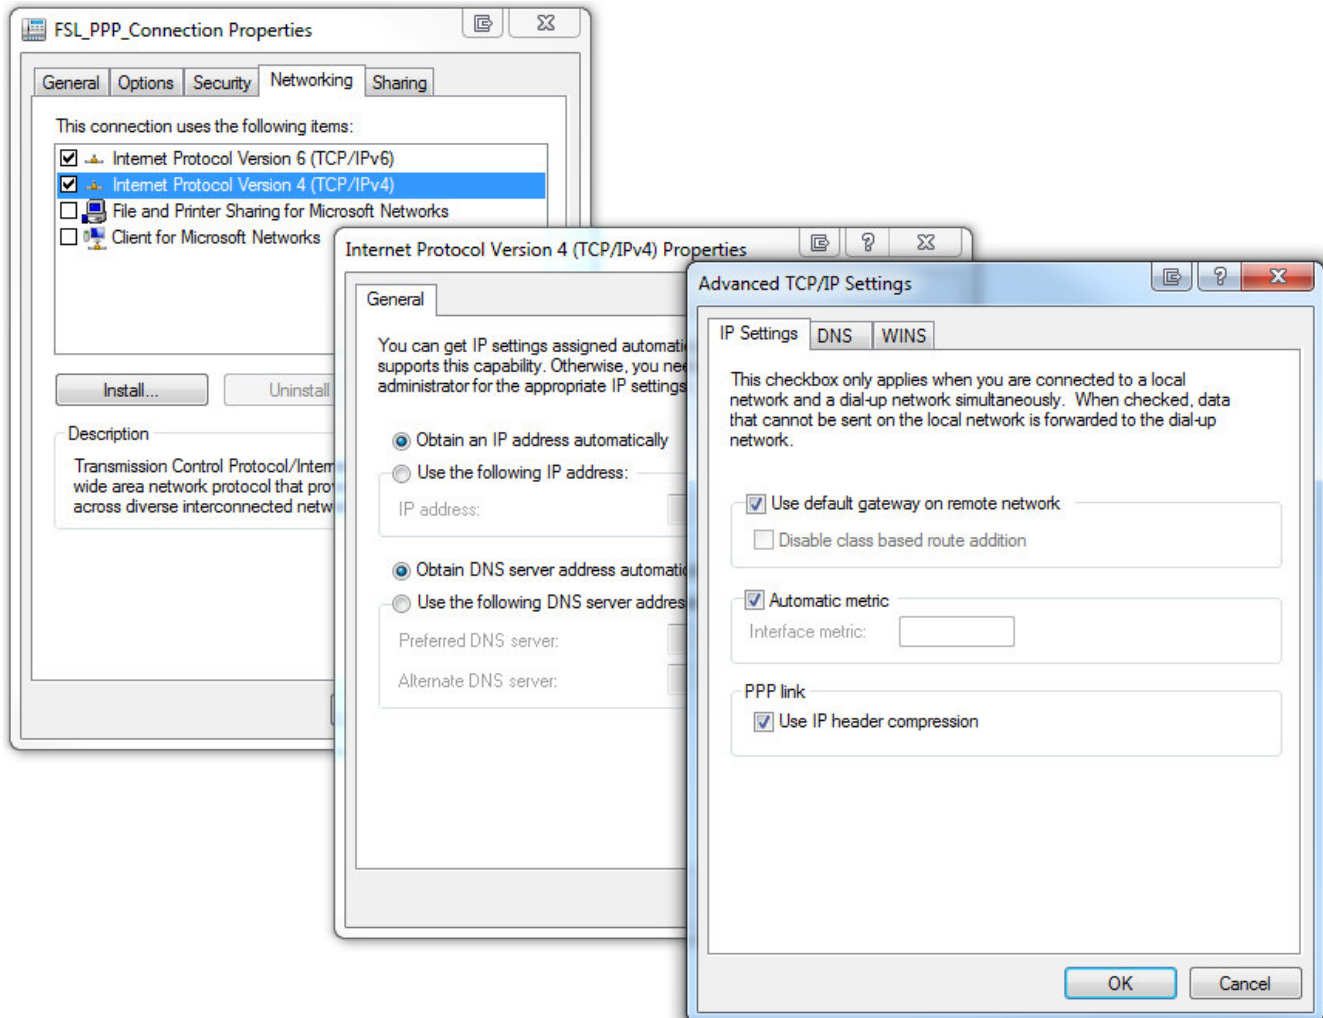 FSL_PPP_Connection Properties
General
Options
Security
Networking
Sharing
This connection uses the following items:
Internet Protocol Version 6 (TCP/IPv6)
Internet Protocol Version 4 (TCP/IPv4)
File and Printer Sharing for Microsoft Networks
Client for Microsoft Networks
Install...
Uninstall
Description
Transmission Control Protocol/Intern
wide area network protocol that prov
across diverse interconnected netw
Internet Protocol Version 4 (TCP/IPv4) Properties
General
You can get IP settings assigned automati
supports this capability. Otherwise, you nee
administrator for the appropriate IP settings
Obtain an IP address automatically
Use the following IP address:
IP address:
Obtain DNS server address automatic
Use the following DNS server addres
Preferred DNS server:
Alternate DNS server:
Advanced TCP/IP Settings
IP Settings
DNS
WINS
This checkbox only applies when you are connected to a local
network and a dial-up network simultaneously. When checked, data
that cannot be sent on the local network is forwarded to the dial-up
network.
Use default gateway on remote network
Disable class based route addition
Automatic metric
Interface metric:
PPP link
Use IP header compression
OK
Cancel